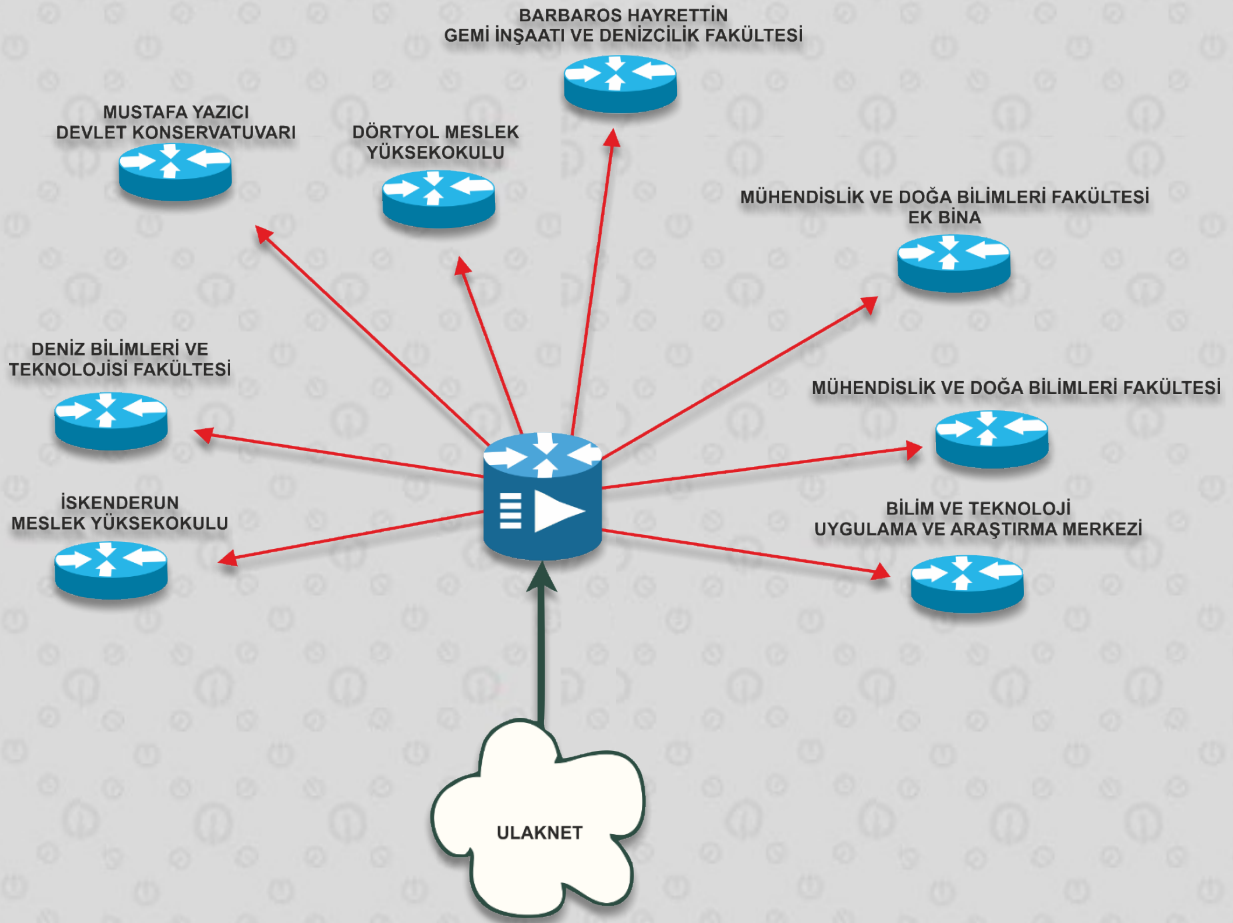 BARBAROS HAYRETTİN
GEMİ İNŞAATI VE DENİZCİLİK FAKÜLTESİ
MUSTAFA YAZICI
DEVLET KONSERVATUVARI
DÖRTYOL MESLEK
YÜKSEKOKULU
MÜHENDİSLİK VE DOĞA BİLİMLERİ FAKÜLTESİ
EK BİNA
DENİZ BİLİMLERİ VE
TEKNOLOJİSİ FAKÜLTESİ
MÜHENDİSLİK VE DOĞA BİLİMLERİ FAKÜLTESİ
İSKENDERUN
MESLEK YÜKSEKOKULU
BİLİM VE TEKNOLOJİ
UYGULAMA VE ARAŞTIRMA MERKEZİ
ULAKNET